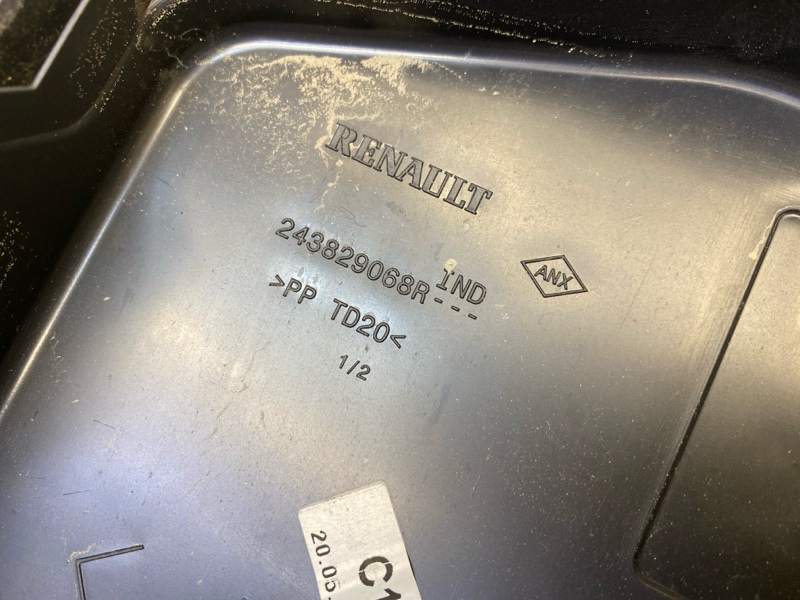 RENAULT
243829068R IND
---
ANX
>PP TD20<
1/2
20.05.
C1